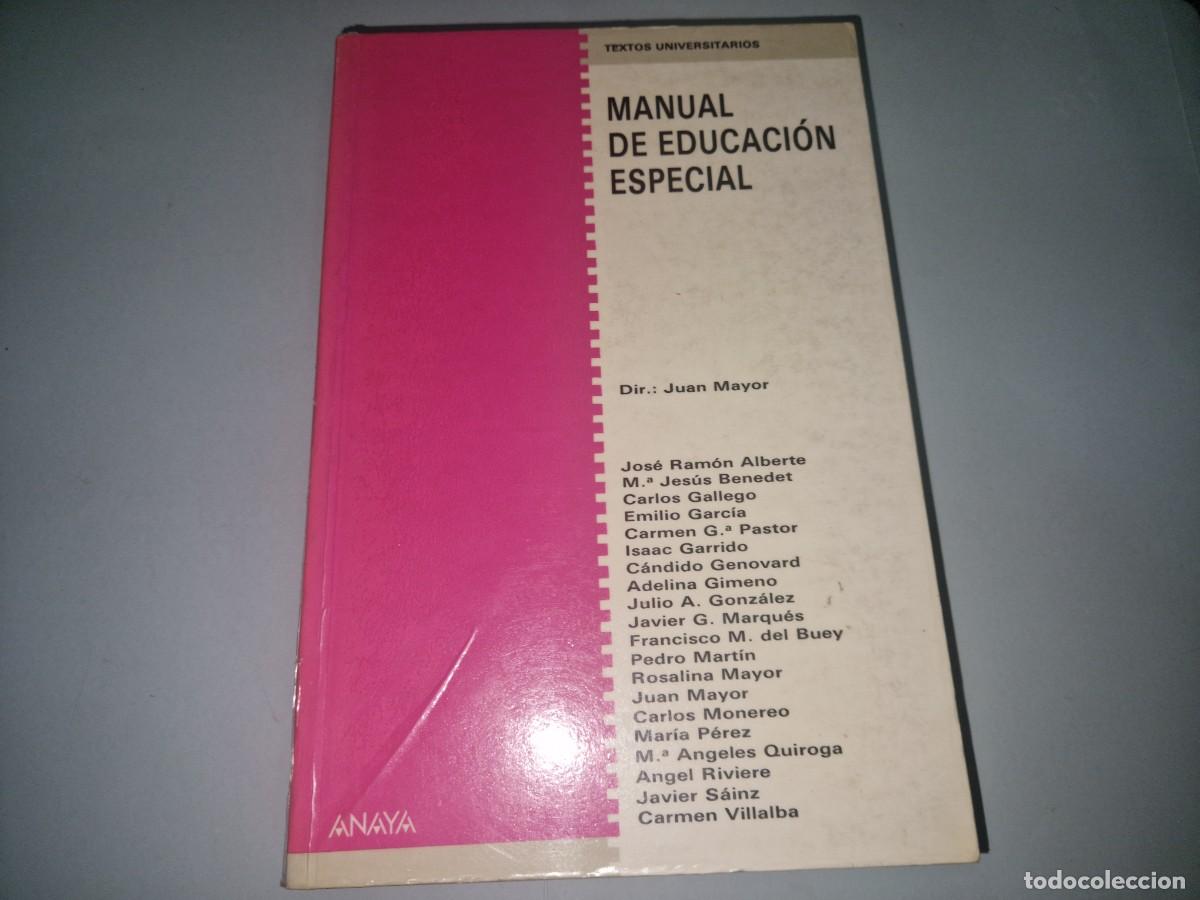 TEXTOS UNIVERSITARIOS
MANUAL
DE EDUCACIÓN
ESPECIAL
Dir.: Juan Mayor
José Ramón Alberte
M.ª Jesús Benedet
Carlos Gallego
Emilio García
Carmen G.ª Pastor
Isaac Garrido
Cándido Genovard
Adelina Gimeno
Julio A. González
Javier G. Marqués
Francisco M. del Buey
Pedro Martín
Rosalina Mayor
Juan Mayor
Carlos Monereo
María Pérez
M.ª Angeles Quiroga
Angel Riviere
Javier Sáinz
Carmen Villalba
ANAYA
todocoleccion